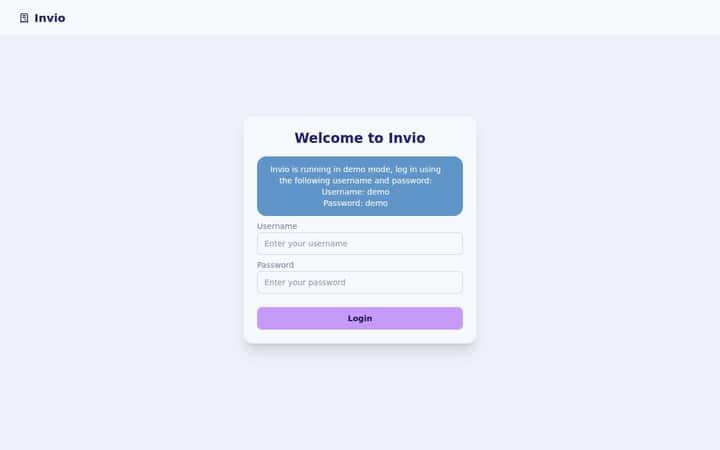 Invio
Welcome to Invio
Invio is running in demo mode, log in using
the following username and password:
Username: demo
Password: demo
Username
Enter your username
Password
Enter your password
Login